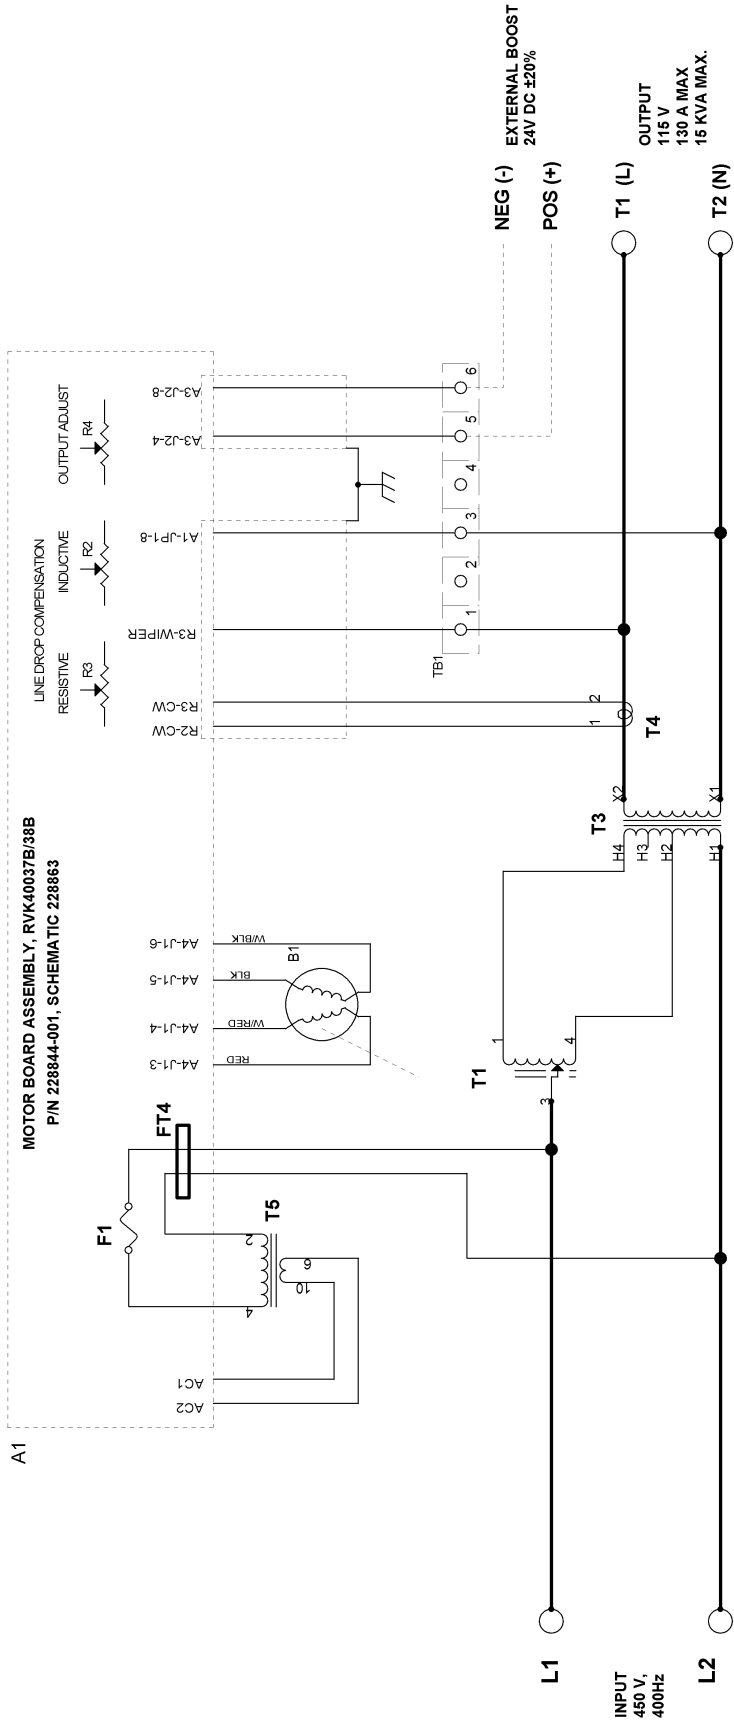 A1
MOTOR BOARD ASSEMBLY, RVK40037B/38B
P/N 228844-001, SCHEMATIC 228863
LINE DROP COMPENSATION
RESISTIVE
INDUCTIVE
OUTPUT ADJUST
R3
R2
R4
F1
FT4
AC2
AC1
A4-J1-3
A4-J1-4
A4-J1-5
A4-J1-6
R2-CW
R3-CW
R3-WIPER
A1-JP1-8
A3-J2-4
A3-J2-8
RED
W/RED
BLK
W/BLK
4
2
T5
10
6
B1
TB1
1
2
3
4
5
6
NEG (-)
POS (+)
EXTERNAL BOOST
24V DC ±20%
T1
1
4
3
T3
H4
H3
H2
H1
X2
X1
1
2
T4
T1 (L)
T2 (N)
OUTPUT
115 V
130 A MAX
15 KVA MAX.
L1
L2
INPUT
450 V,
400Hz